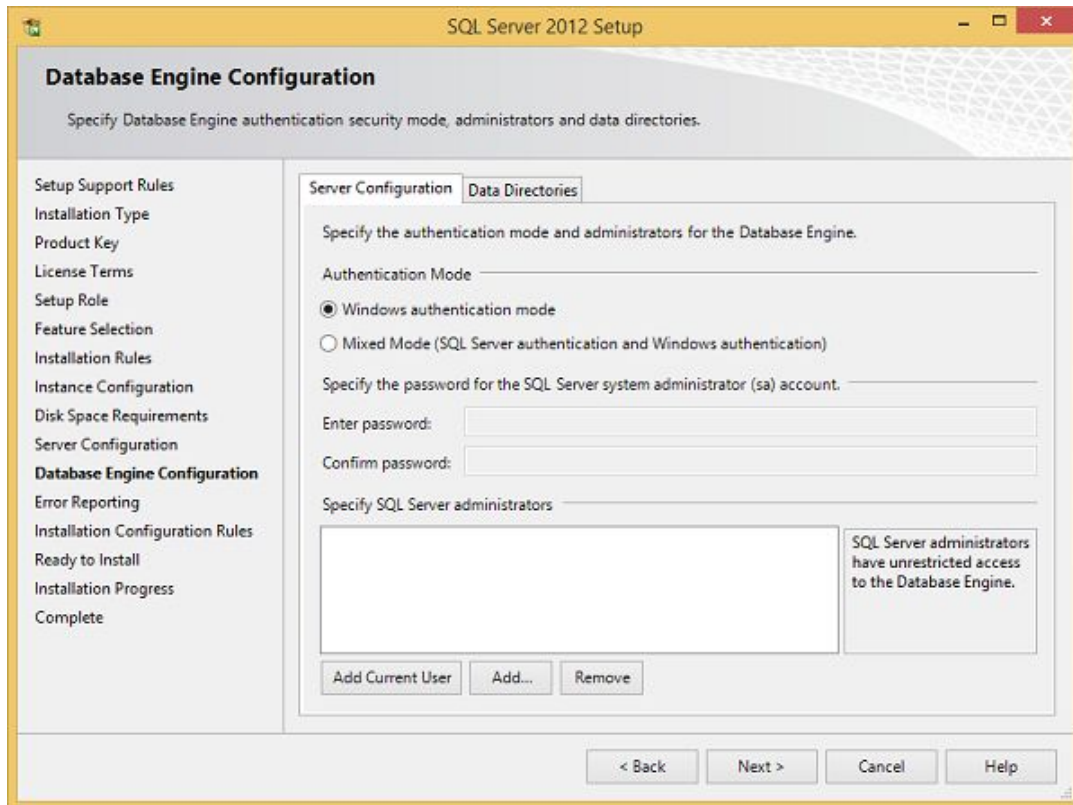 SQL Server 2012 Setup
Database Engine Configuration
Specify Database Engine authentication security mode, administrators and data directories.
Setup Support Rules
Installation Type
Product Key
License Terms
Setup Role
Feature Selection
Installation Rules
Instance Configuration
Disk Space Requirements
Server Configuration
Database Engine Configuration
Error Reporting
Installation Configuration Rules
Ready to Install
Installation Progress
Complete
Server Configuration
Data Directories
Specify the authentication mode and administrators for the Database Engine.
Authentication Mode
Windows authentication mode
Mixed Mode (SQL Server authentication and Windows authentication)
Specify the password for the SQL Server system administrator (sa) account.
Enter password:
Confirm password:
Specify SQL Server administrators
SQL Server administrators
have unrestricted access
to the Database Engine.
Add Current User
Add...
Remove
< Back
Next >
Cancel
Help